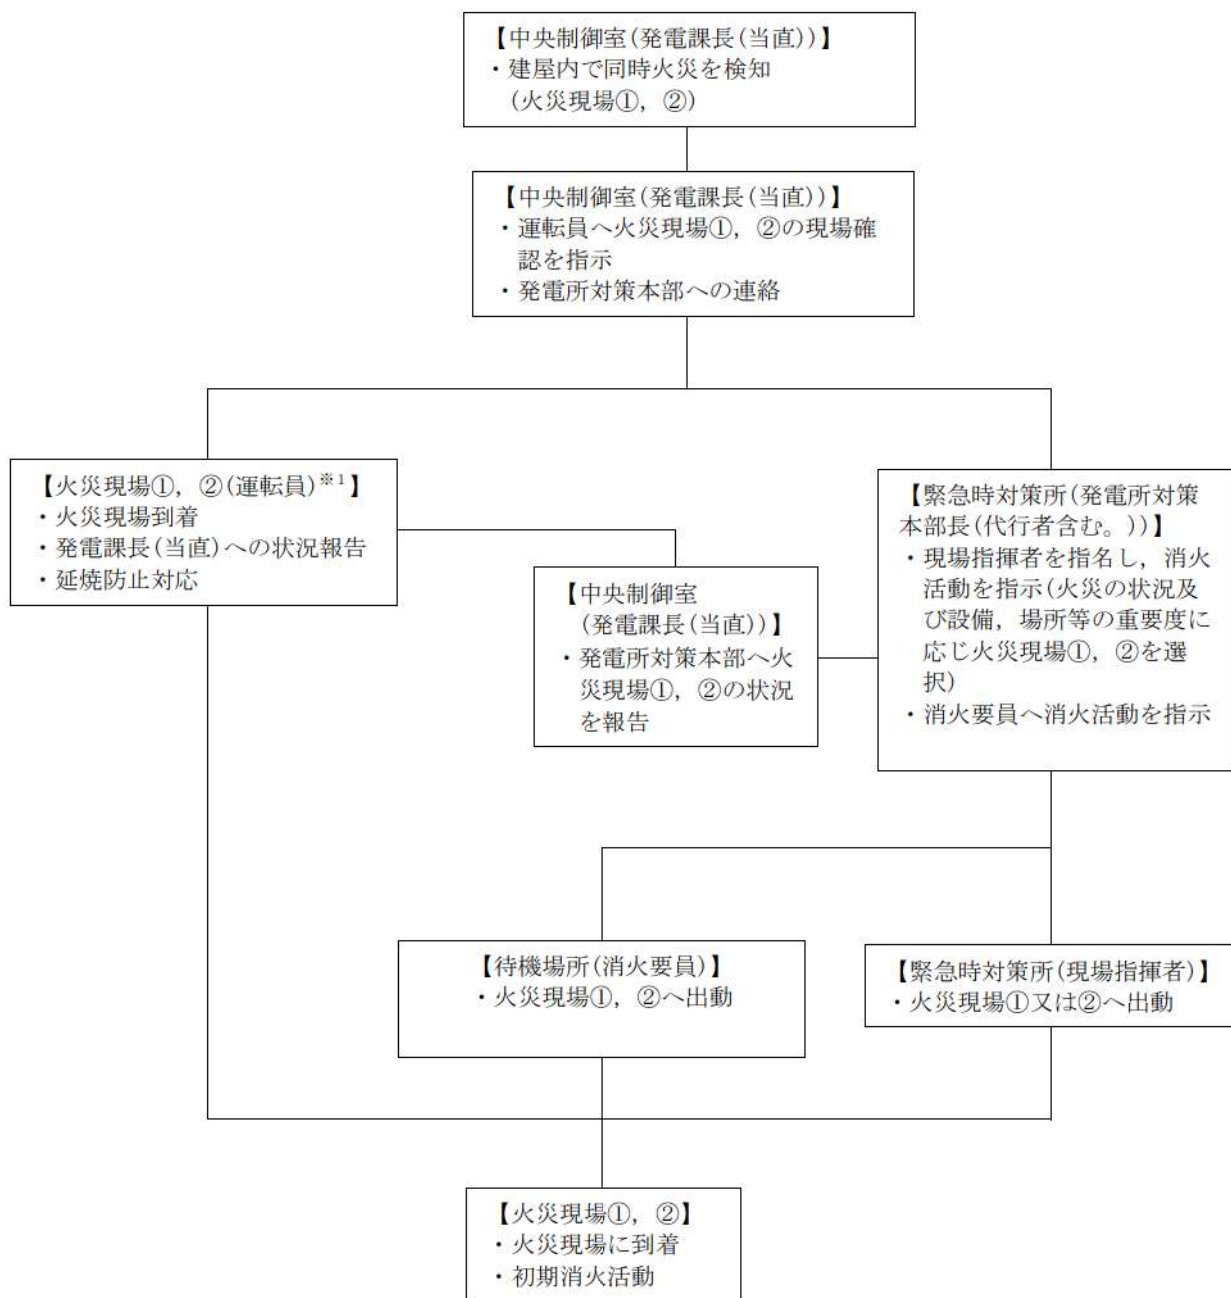 【中央制御室(発電課長(当直))】
・建屋内で同時火災を検知
(火災現場①，②)
【中央制御室(発電課長(当直))】
・運転員へ火災現場①，②の現場確
認を指示
・発電所対策本部への連絡
【火災現場①，②(運転員)※1】
・火災現場到着
・発電課長(当直)への状況報告
・延焼防止対応
【中央制御室
(発電課長(当直))】
・発電所対策本部へ火
災現場①，②の状況
を報告
【緊急時対策所(発電所対策
本部長(代行者含む。))】
・現場指揮者を指名し，消火
活動を指示(火災の状況及
び設備，場所等の重要度に
応じ火災現場①，②を選
択)
・消火要員へ消火活動を指示
【待機場所(消火要員)】
・火災現場①，②へ出動
【緊急時対策所(現場指揮者)】
・火災現場①又は②へ出動
【火災現場①，②】
・火災現場に到着
・初期消火活動